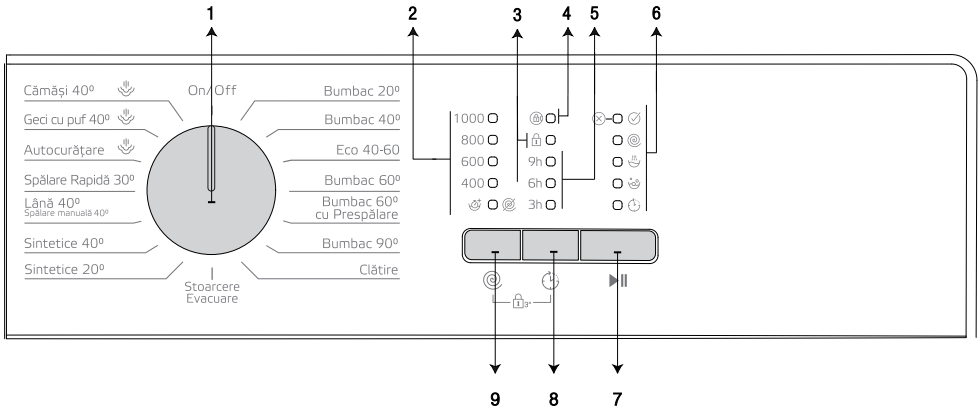 1
2
3
4
5
6
On/Off
Cămăși 40º
Geci cu puf 40º
Autocurățare
Spălare Rapidă 30º
Lână 40º
Spălare manuală 40º
Sintetice 40º
Sintetice 20º
Stoarcere
Evacuare
Bumbac 20º
Bumbac 40º
Eco 40-60
Bumbac 60º
Bumbac 60º
cu Prespălare
Bumbac 90º
Clătire
1000
800
600
400
9h
6h
3h
3"
9
8
7